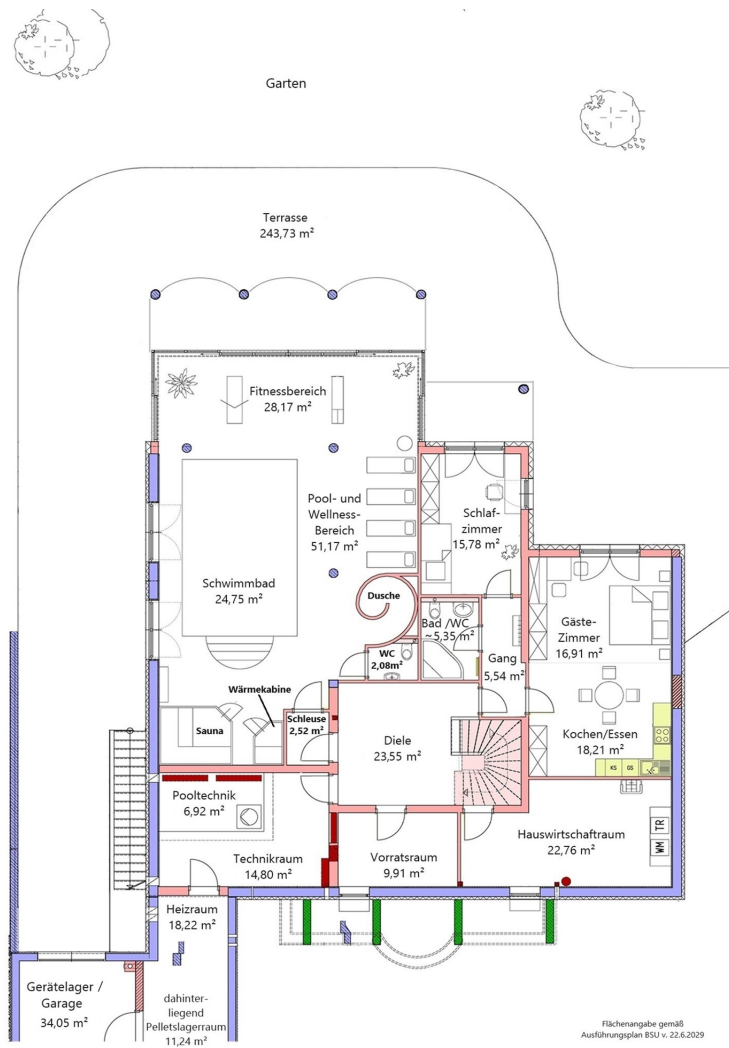 Garten
Terrasse
243,73 m²
Fitnessbereich
28,17 m²
Pool- und
Wellness-
Bereich
51,17 m²
Schlaf-
zimmer
15,78 m²
Schwimmbad
24,75 m²
Dusche
Bad /WC
~5,35 m²
Gäste-
Zimmer
16,91 m²
WC
2,08m²
Gang
5,54 m²
Wärmekabine
Sauna
Schleuse
2,52 m²
Diele
23,55 m²
Kochen/Essen
18,21 m²
KS GS
Pooltechnik
6,92 m²
Technikraum
14,80 m²
Vorratsraum
9,91 m²
Hauswirtschaftraum
22,76 m²
WM TR
Heizraum
18,22 m²
Gerätelager /
Garage
34,05 m²
dahinter-
liegend
Pelletslagerraum
11,24 m²
Flächenangabe gemäß
Ausführungsplan BSU v. 22.6.2029